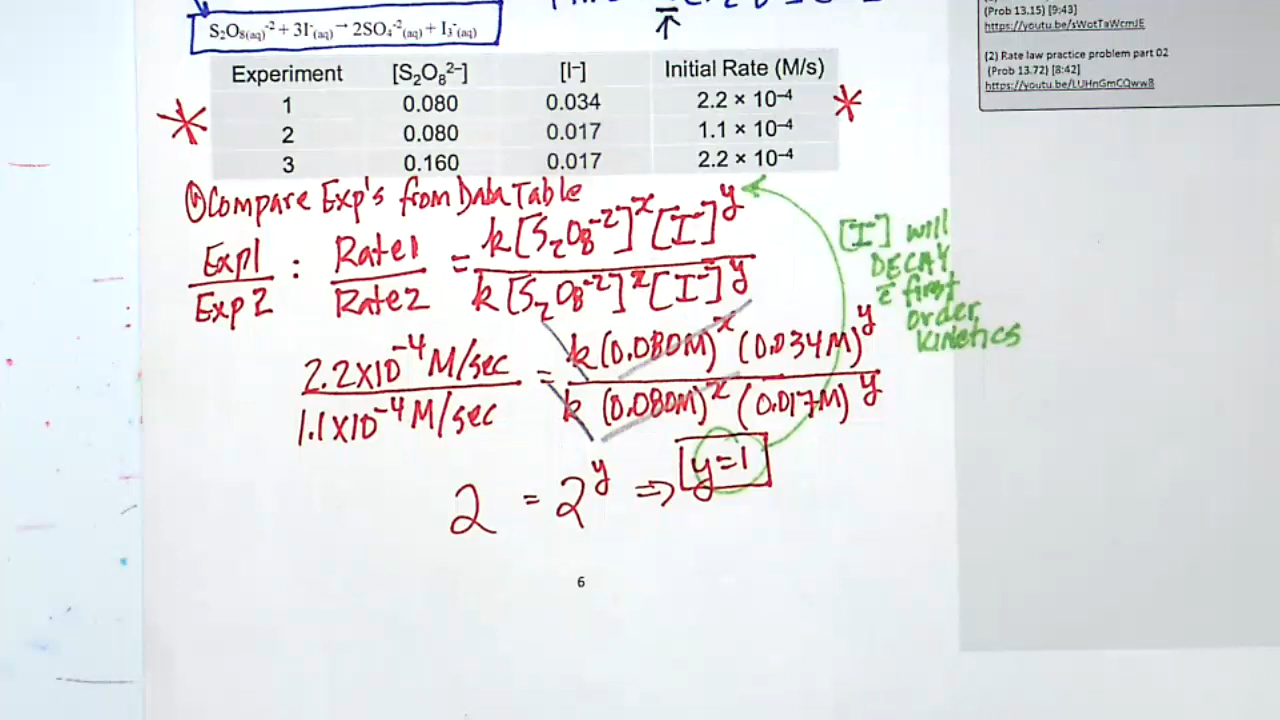 S₂O₈(aq)⁻² + 3I⁻(aq) → 2SO₄⁻²(aq) + I₃⁻(aq)
(Prob 13.15) [9:43]
https://youtu.be/sWotTaWcmJE
(2) Rate law practice problem part 02
(Prob 13.72) [8:42]
https://youtu.be/LUHnGmCQww8
Experiment [S₂O₈²⁻] [I⁻] Initial Rate (M/s)
1 0.080 0.034 2.2 × 10⁻⁴
2 0.080 0.017 1.1 × 10⁻⁴
3 0.160 0.017 2.2 × 10⁻⁴
① Compare Exp's from Data Table
Exp1 / Exp2 : Rate1 / Rate2 = k[S₂O₈⁻²]ˣ[I⁻]ʸ / k[S₂O₈⁻²]ˣ[I⁻]ʸ
[I⁻] will
DECAY
c̄ first
order
kinetics
2.2x10⁻⁴ M/sec / 1.1x10⁻⁴ M/sec = k(0.080M)ˣ(0.034M)ʸ / k(0.080M)ˣ(0.017M)ʸ
2 = 2ʸ ⇒ y=1
6